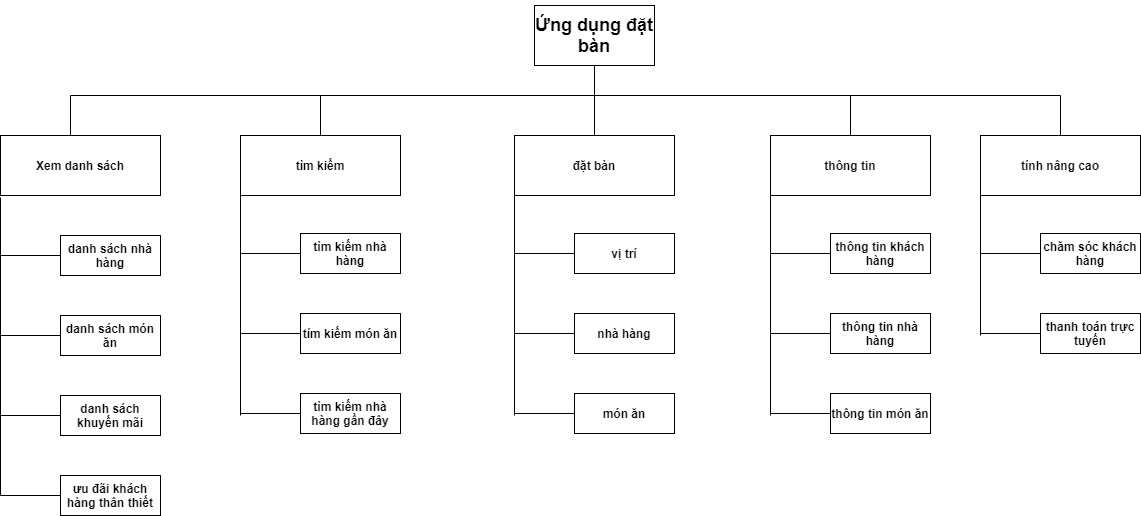 Ứng dụng đặt
bàn
Xem danh sách
tìm kiếm
đặt bàn
thông tin
tính nâng cao
danh sách nhà
hàng
danh sách món
ăn
danh sách
khuyến mãi
ưu đãi khách
hàng thân thiết
tìm kiếm nhà
hàng
tím kiếm món ăn
tìm kiếm nhà
hàng gần đây
vị trí
nhà hàng
món ăn
thông tin khách
hàng
thông tin nhà
hàng
thông tin món ăn
chăm sóc khách
hàng
thanh toán trực
tuyến